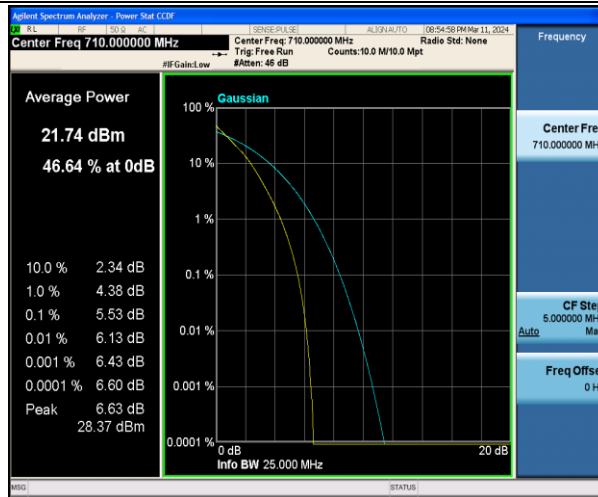 Agilent Spectrum Analyzer - Power Stat CCDF
RL RF 50 Ω AC SENSE:PULSE ALIGN AUTO 08:54:58 PM Mar 11, 2024
Center Freq 710.000000 MHz
Center Freq: 710.000000 MHz Radio Std: None
Trig: Free Run Counts:10.0 M/10.0 Mpt
#IFGain:Low #Atten: 46 dB
Frequency
Average Power
21.74 dBm
46.64 % at 0dB
10.0 % 2.34 dB
1.0 % 4.38 dB
0.1 % 5.53 dB
0.01 % 6.13 dB
0.001 % 6.43 dB
0.0001 % 6.60 dB
Peak 6.63 dB
28.37 dBm
Gaussian
100 %
10 %
1 %
0.1 %
0.01 %
0.001 %
0.0001 %
0 dB 20 dB
Info BW 25.000 MHz
Center Fre
710.000000 MH
CF Ste
5.000000 MH
Auto Ma
Freq Offse
0 H
MSG STATUS